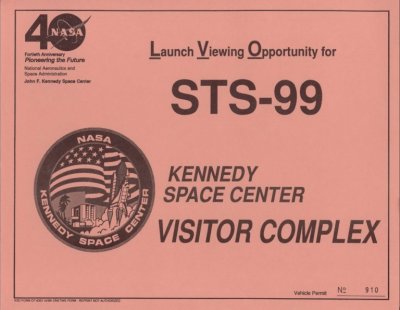 40 NASA
Fortieth Anniversary
Pioneering the Future
National Aeronautics and
Space Administration
John F. Kennedy Space Center
Launch Viewing Opportunity for
STS-99
NASA
KENNEDY SPACE CENTER
KENNEDY
SPACE CENTER
VISITOR COMPLEX
Vehicle Permit Nº 910